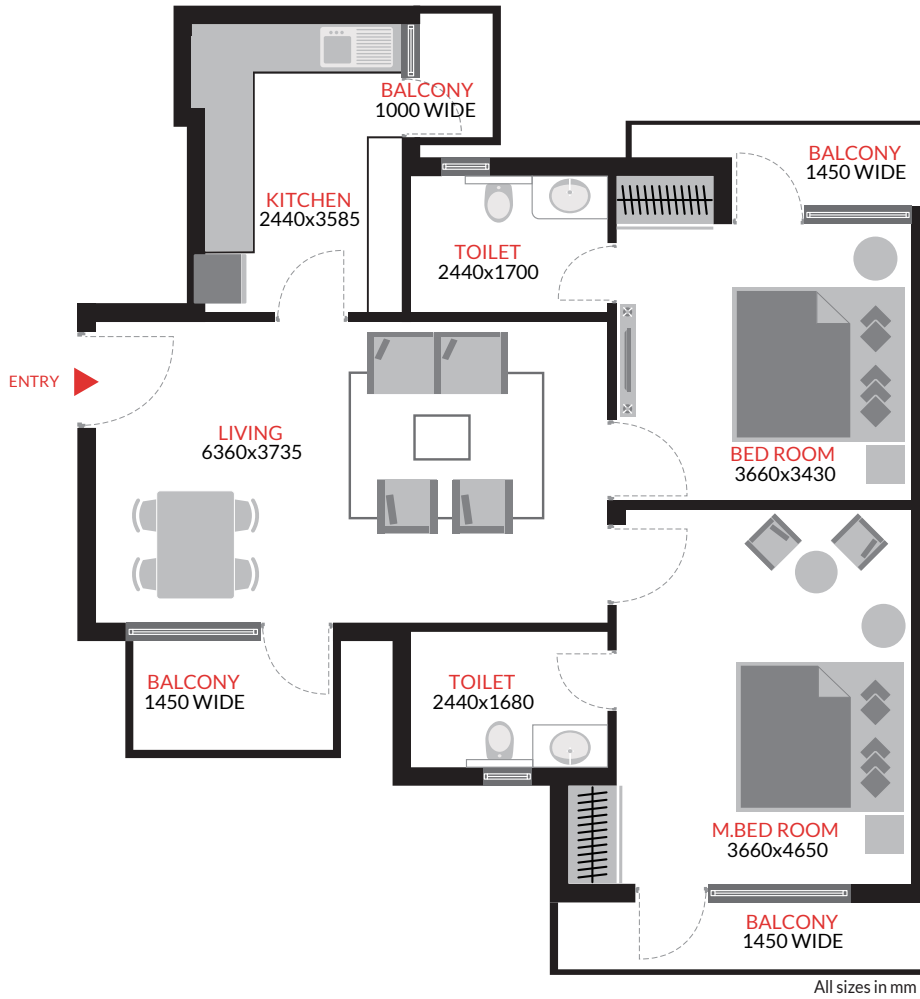 BALCONY
1000 WIDE
BALCONY
1450 WIDE
KITCHEN
2440x3585
TOILET
2440x1700
ENTRY
LIVING
6360x3735
BED ROOM
3660x3430
BALCONY
1450 WIDE
TOILET
2440x1680
M.BED ROOM
3660x4650
BALCONY
1450 WIDE
All sizes in mm